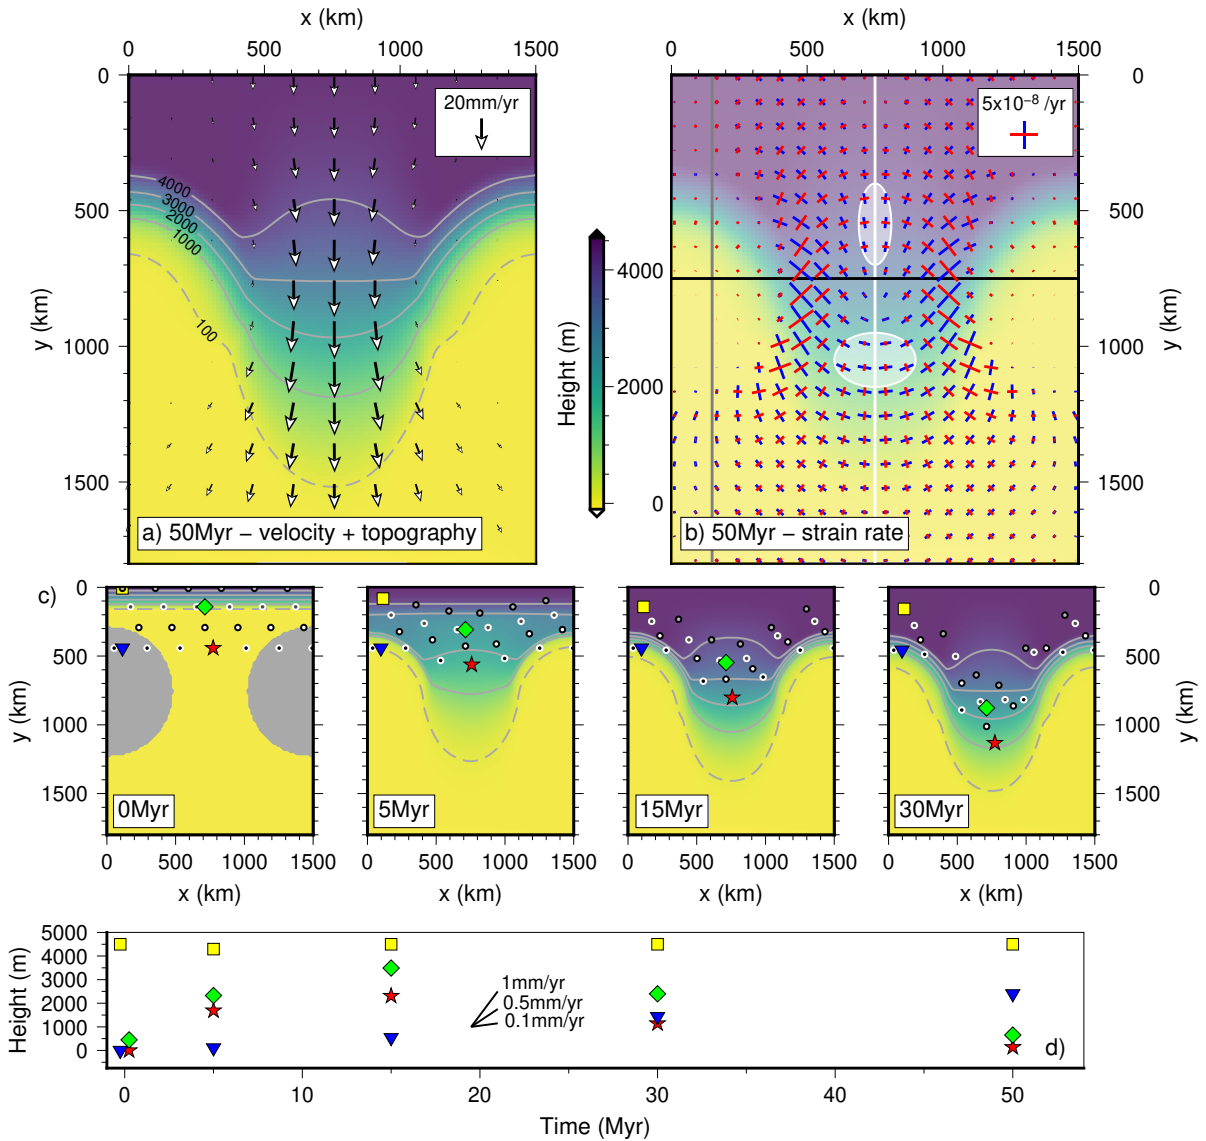 x (km)
x (km)
0 500 1000 1500
0 500 1000 1500
0
500
1000
1500
y (km)
20mm/yr
4000
3000
2000
1000
100
a) 50Myr – velocity + topography
Height (m)
4000
2000
0
5x10⁻⁸ /yr
b) 50Myr – strain rate
0
500
1000
1500
y (km)
c)
0
500
1000
1500
y (km)
0Myr
5Myr
15Myr
30Myr
0
500
1000
1500
y (km)
0 500 1000 1500
0 500 1000 1500
0 500 1000 1500
0 500 1000 1500
x (km)
x (km)
x (km)
x (km)
Height (m)
5000
4000
3000
2000
1000
0
1mm/yr
0.5mm/yr
0.1mm/yr
d)
0 10 20 30 40 50
Time (Myr)